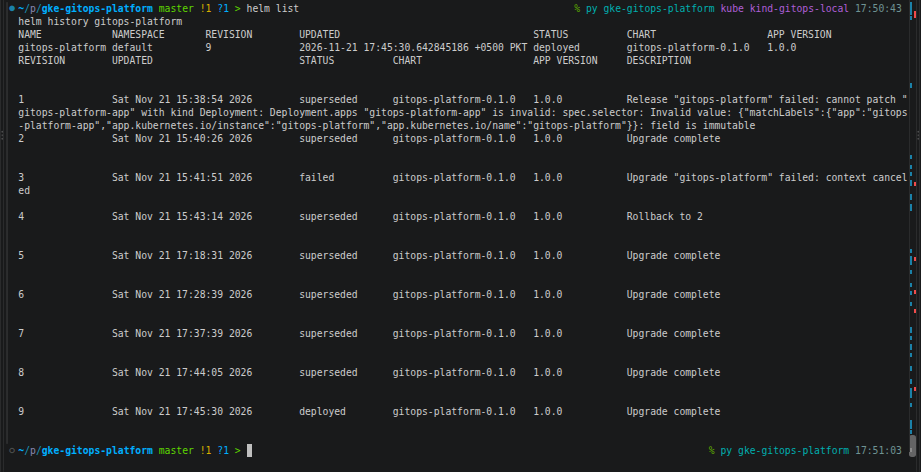 ~/p/gke-gitops-platform master !1 ?1 > helm list % py gke-gitops-platform kube kind-gitops-local 17:50:43
helm history gitops-platform
NAME NAMESPACE REVISION UPDATED STATUS CHART APP VERSION
gitops-platform default 9 2026-11-21 17:45:30.642845186 +0500 PKT deployed gitops-platform-0.1.0 1.0.0
REVISION UPDATED STATUS CHART APP VERSION DESCRIPTION
1 Sat Nov 21 15:38:54 2026 superseded gitops-platform-0.1.0 1.0.0 Release "gitops-platform" failed: cannot patch "
gitops-platform-app" with kind Deployment: Deployment.apps "gitops-platform-app" is invalid: spec.selector: Invalid value: {"matchLabels":{"app":"gitops
-platform-app","app.kubernetes.io/instance":"gitops-platform","app.kubernetes.io/name":"gitops-platform"}}: field is immutable
2 Sat Nov 21 15:40:26 2026 superseded gitops-platform-0.1.0 1.0.0 Upgrade complete
3 Sat Nov 21 15:41:51 2026 failed gitops-platform-0.1.0 1.0.0 Upgrade "gitops-platform" failed: context cancel
ed
4 Sat Nov 21 15:43:14 2026 superseded gitops-platform-0.1.0 1.0.0 Rollback to 2
5 Sat Nov 21 17:18:31 2026 superseded gitops-platform-0.1.0 1.0.0 Upgrade complete
6 Sat Nov 21 17:28:39 2026 superseded gitops-platform-0.1.0 1.0.0 Upgrade complete
7 Sat Nov 21 17:37:39 2026 superseded gitops-platform-0.1.0 1.0.0 Upgrade complete
8 Sat Nov 21 17:44:05 2026 superseded gitops-platform-0.1.0 1.0.0 Upgrade complete
9 Sat Nov 21 17:45:30 2026 deployed gitops-platform-0.1.0 1.0.0 Upgrade complete
~/p/gke-gitops-platform master !1 ?1 > % py gke-gitops-platform 17:51:03